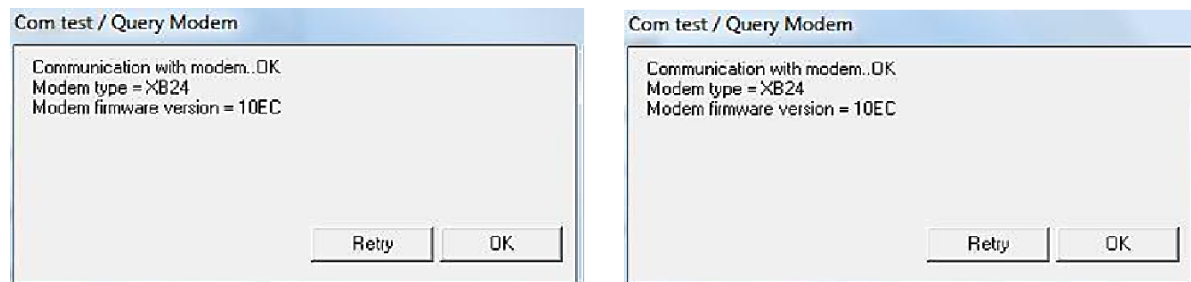 Com test / Query Modem
Communication with modem..OK
Modem type = XB24
Modem firmware version = 10EC
Retry
OK
Com test / Query Modem
Communication with modem..OK
Modem type = XB24
Modem firmware version = 10EC
Retry
OK